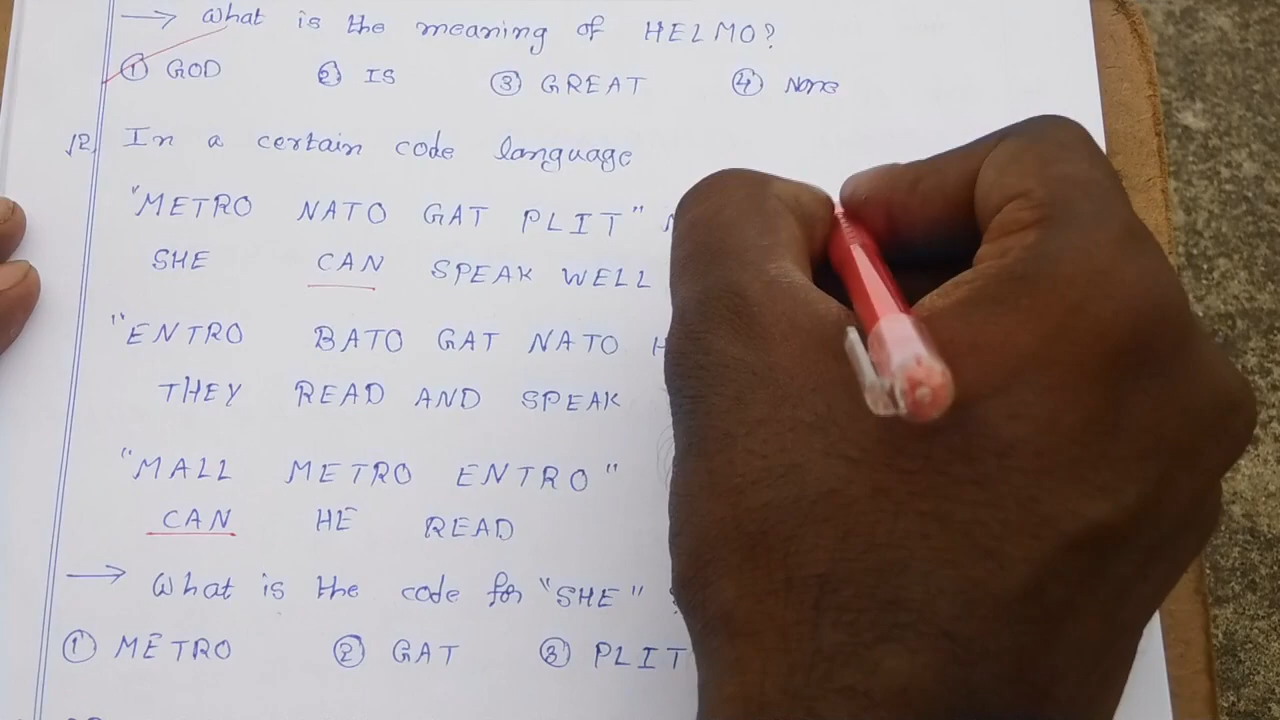 → What is the meaning of HELMO?
① GOD ② IS ③ GREAT ④ None
12) In a certain code language
"METRO NATO GAT PLIT"
SHE CAN SPEAK WELL
"ENTRO BATO GAT NATO
THEY READ AND SPEAK
"MALL METRO ENTRO"
CAN HE READ
→ What is the code for "SHE"
① METRO ② GAT ③ PLIT